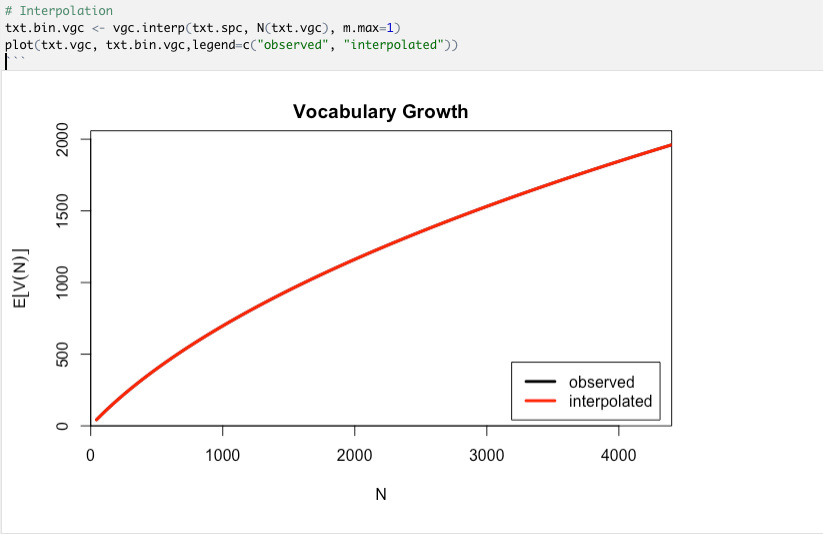 # Interpolation
txt.bin.vgc <- vgc.interp(txt.spc, N(txt.vgc), m.max=1)
plot(txt.vgc, txt.bin.vgc,legend=c("observed", "interpolated"))
```
Vocabulary Growth
2000
1500
1000
500
0
E[V(N)]
observed
interpolated
0 1000 2000 3000 4000
N